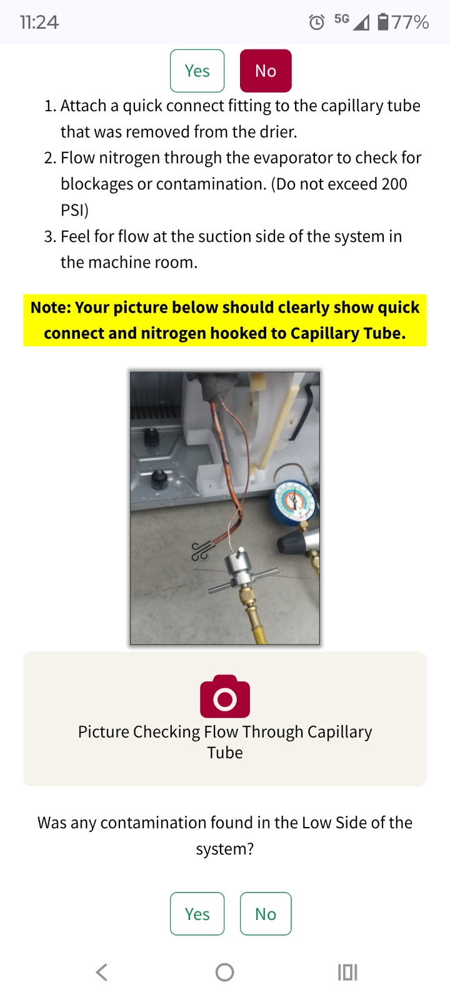 11:24
5G
77%
Yes
No
1. Attach a quick connect fitting to the capillary tube
that was removed from the drier.
2. Flow nitrogen through the evaporator to check for
blockages or contamination. (Do not exceed 200
PSI)
3. Feel for flow at the suction side of the system in
the machine room.
Note: Your picture below should clearly show quick
connect and nitrogen hooked to Capillary Tube.
Picture Checking Flow Through Capillary
Tube
Was any contamination found in the Low Side of the
system?
Yes
No